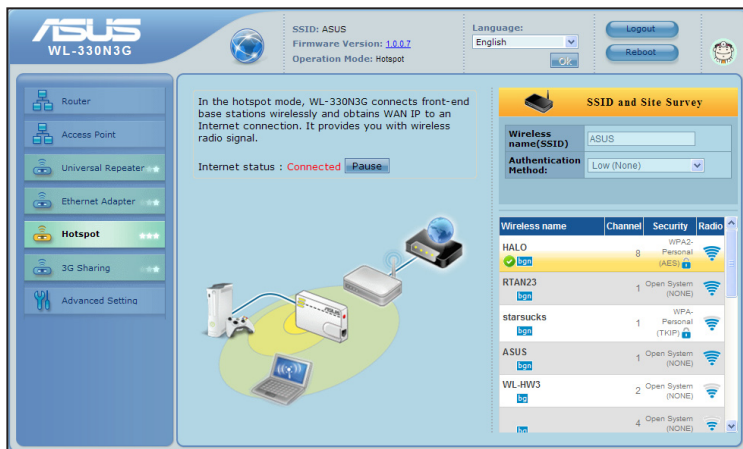 ASUS
WL-330N3G
SSID: ASUS
Firmware Version: 1.0.0.7
Operation Mode: Hotspot
Language:
English
Ok
Logout
Reboot
Router
Access Point
Universal Repeater
Ethernet Adapter
Hotspot
3G Sharing
Advanced Setting
In the hotspot mode, WL-330N3G connects front-end
base stations wirelessly and obtains WAN IP to an
Internet connection. It provides you with wireless
radio signal.
Internet status : Connected Pause
ASUS
SSID and Site Survey
Wireless
name(SSID)
ASUS
Authentication
Method:
Low (None)
Wireless name Channel Security Radio
HALO
bgn
8
WPA2-
Personal
(AES)
RTAN23
bgn
1
Open System
(NONE)
starsucks
bgn
1
WPA-
Personal
(TKIP)
ASUS
bgn
1
Open System
(NONE)
WL-HW3
bg
2
Open System
(NONE)
bgn
4
Open System
(NONE)